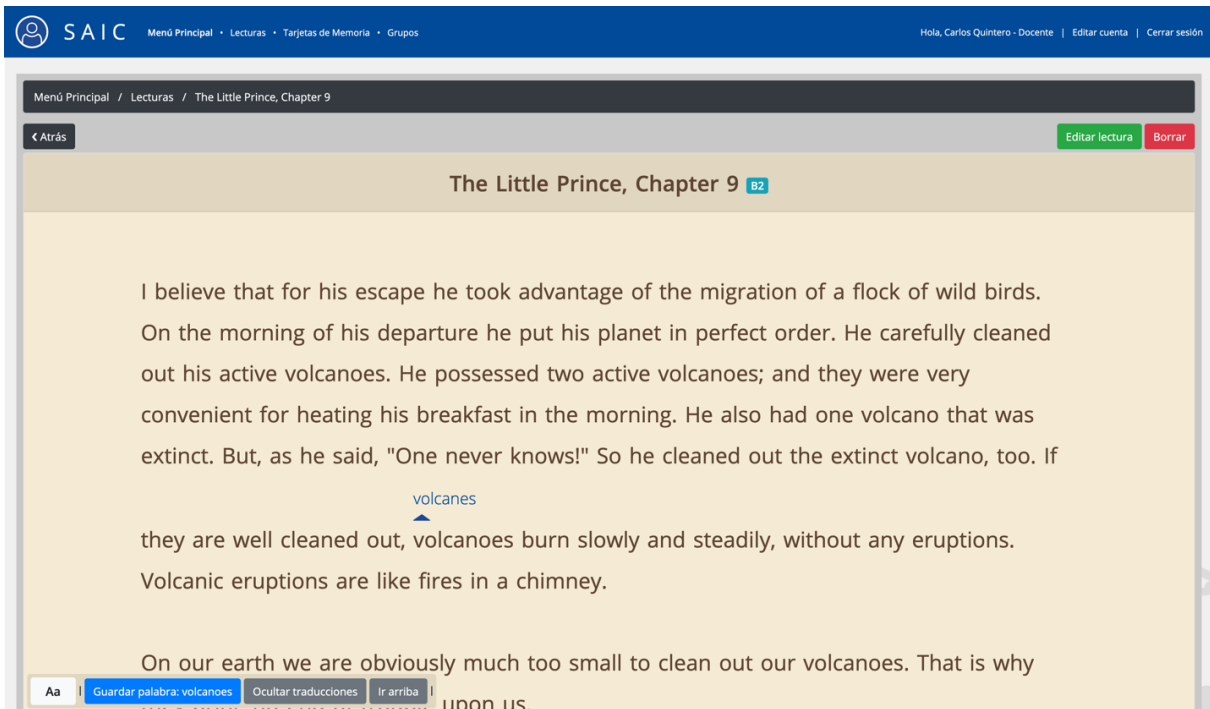 SAIC Menú Principal • Lecturas • Tarjetas de Memoria • Grupos Hola, Carlos Quintero - Docente | Editar cuenta | Cerrar sesión
Menú Principal / Lecturas / The Little Prince, Chapter 9
Atrás Editar lectura Borrar
The Little Prince, Chapter 9 B2
I believe that for his escape he took advantage of the migration of a flock of wild birds.
On the morning of his departure he put his planet in perfect order. He carefully cleaned
out his active volcanoes. He possessed two active volcanoes; and they were very
convenient for heating his breakfast in the morning. He also had one volcano that was
extinct. But, as he said, "One never knows!" So he cleaned out the extinct volcano, too. If
volcanes
they are well cleaned out, volcanoes burn slowly and steadily, without any eruptions.
Volcanic eruptions are like fires in a chimney.
On our earth we are obviously much too small to clean out our volcanoes. That is why
Aa | Guardar palabra: volcanoes Ocultar traducciones Ir arriba |
upon us.